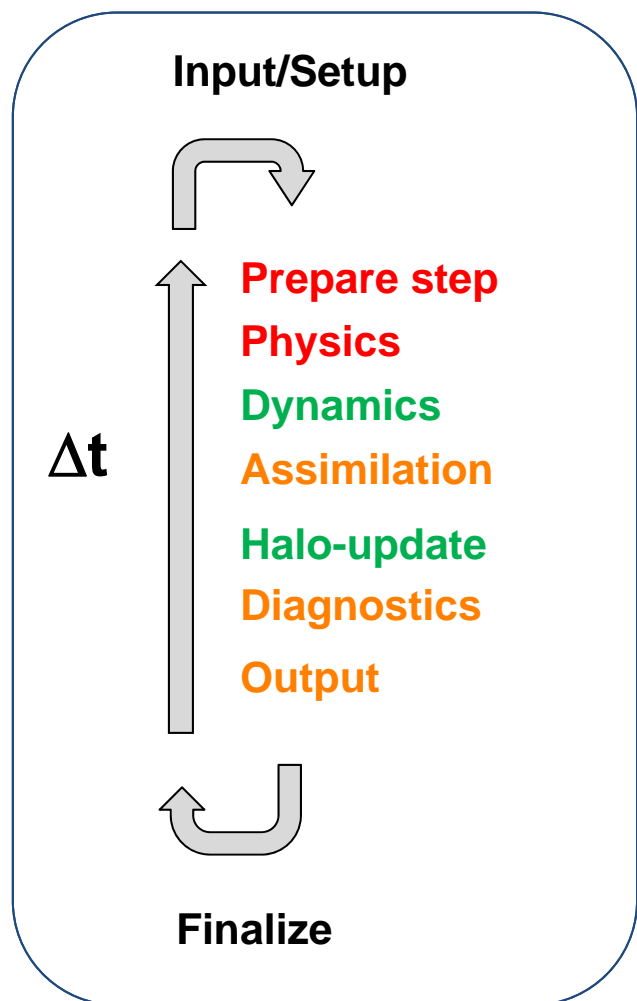 Input/Setup
Prepare step
Physics
Dynamics
Δt
Assimilation
Halo-update
Diagnostics
Output
Finalize